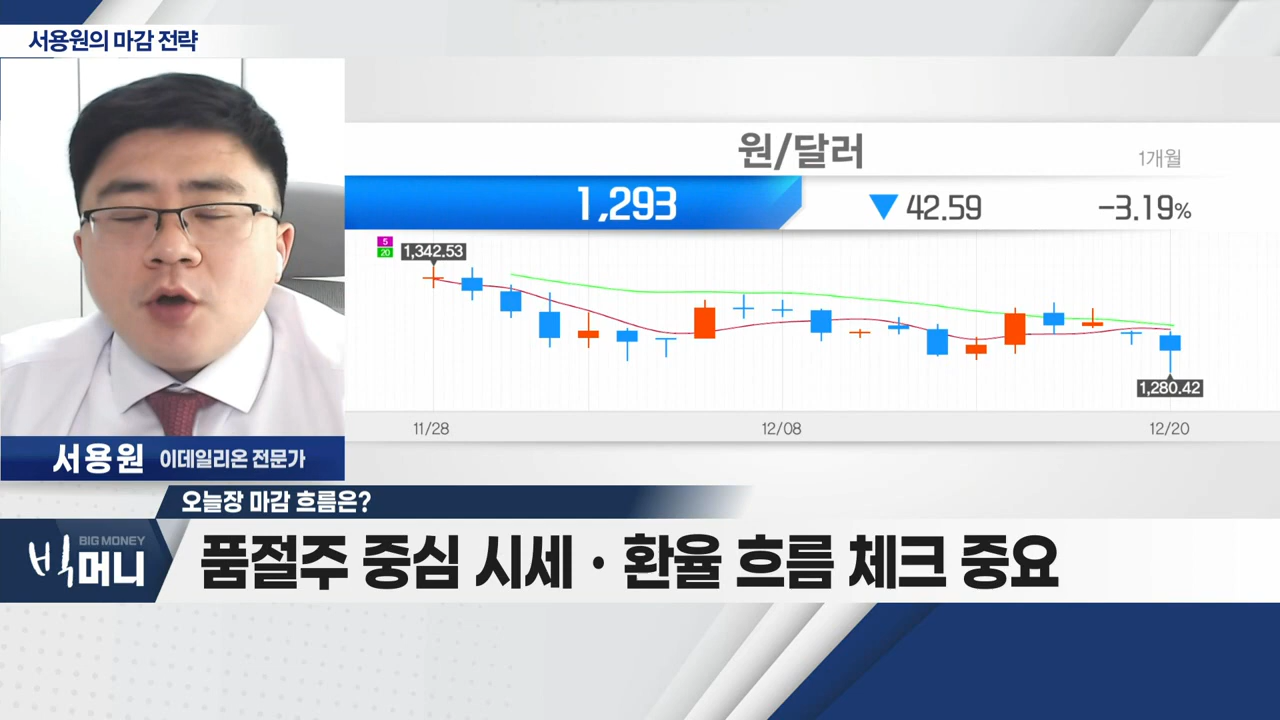 서용원의 마감 전략
원/달러
1개월
1,293
▼ 42.59
-3.19%
5
20
1,342.53
1,280.42
11/28
12/08
12/20
서용원 이데일리온 전문가
오늘장 마감 흐름은?
BIG MONEY
빅머니
품절주 중심 시세·환율 흐름 체크 중요